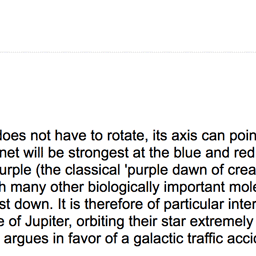 does not have to rotate, its axis can poin
net will be strongest at the blue and red
urple (the classical 'purple dawn of crea
h many other biologically important mole
st down. It is therefore of particular inter
e of Jupiter, orbiting their star extremely
argues in favor of a galactic traffic acci